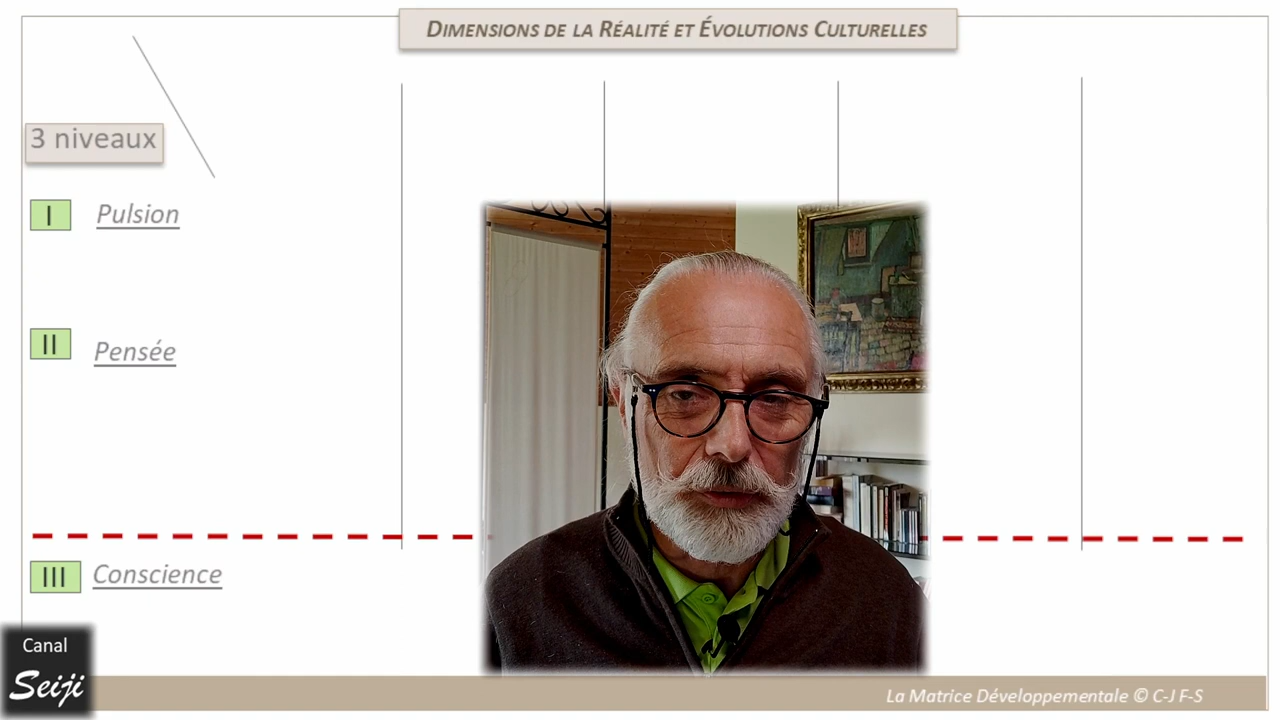 DIMENSIONS DE LA RÉALITÉ ET ÉVOLUTIONS CULTURELLES
3 niveaux
I Pulsion
II Pensée
III Conscience
Canal
Seiji
La Matrice Développementale © C-J F-S